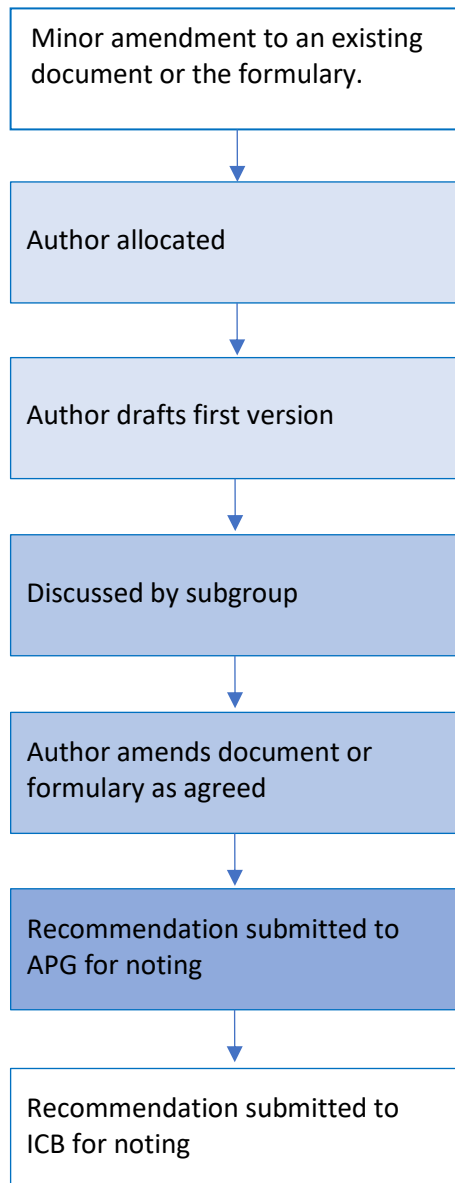 Minor amendment to an existing
document or the formulary.
Author allocated
Author drafts first version
Discussed by subgroup
Author amends document or
formulary as agreed
Recommendation submitted to
APG for noting
Recommendation submitted to
ICB for noting